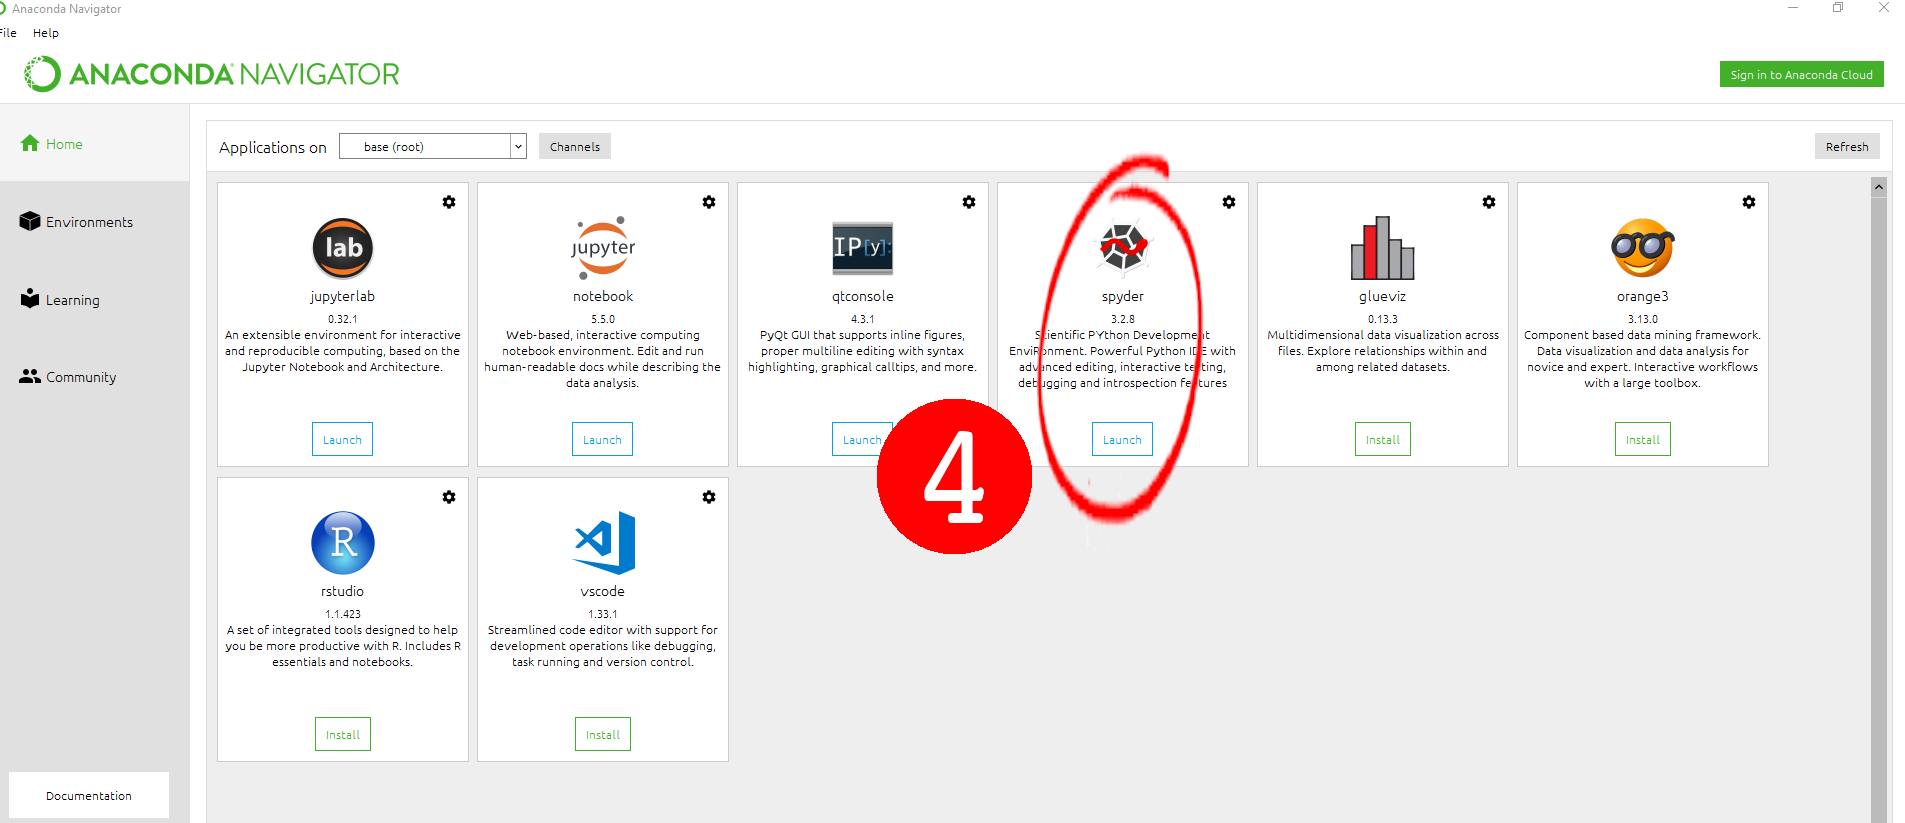 Anaconda Navigator
File Help
ANACONDA NAVIGATOR
Sign in to Anaconda Cloud
Home
Environments
Learning
Community
Documentation
Applications on base (root) Channels
Refresh
lab
jupyterlab
0.32.1
An extensible environment for interactive
and reproducible computing, based on the
Jupyter Notebook and Architecture.
Launch
jupyter
notebook
5.5.0
Web-based, interactive computing
notebook environment. Edit and run
human-readable docs while describing the
data analysis.
Launch
IP[y]:
qtconsole
4.3.1
PyQt GUI that supports inline figures,
proper multiline editing with syntax
highlighting, graphical calltips, and more.
Launch
4
spyder
3.2.8
Scientific PYthon Development
EnviRonment. Powerful Python IDE with
advanced editing, interactive testing,
debugging and introspection features
Launch
glueviz
0.13.3
Multidimensional data visualization across
files. Explore relationships within and
among related datasets.
Install
orange3
3.13.0
Component based data mining framework.
Data visualization and data analysis for
novice and expert. Interactive workflows
with a large toolbox.
Install
R
rstudio
1.1.423
A set of integrated tools designed to help
you be more productive with R. Includes R
essentials and notebooks.
Install
vscode
1.33.1
Streamlined code editor with support for
development operations like debugging,
task running and version control.
Install